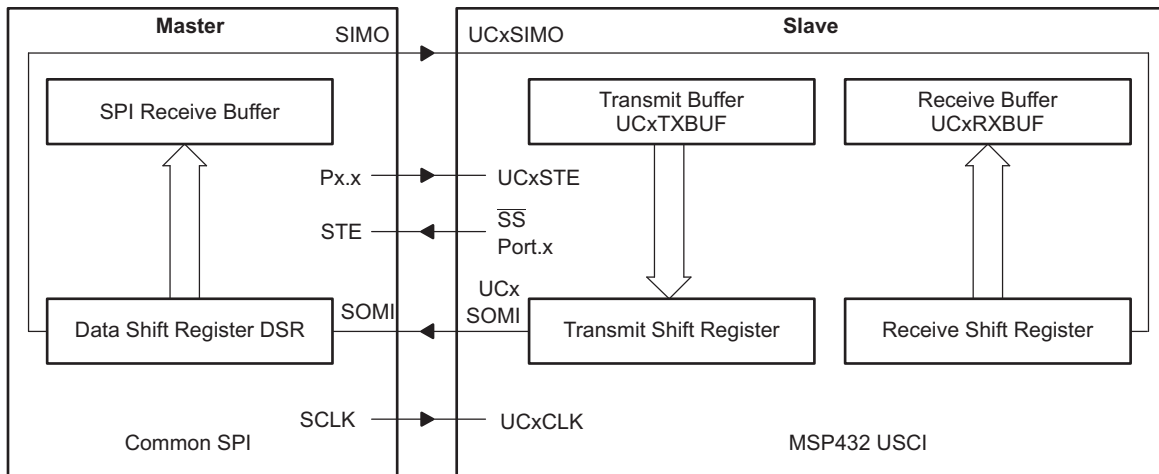 Master
SIMO
SPI Receive Buffer
Px.x
STE
Data Shift Register DSR
SOMI
SCLK
Common SPI
Slave
UCxSIMO
Transmit Buffer
UCxTXBUF
Receive Buffer
UCxRXBUF
UCxSTE
SS
Port.x
UCx
SOMI
Transmit Shift Register
Receive Shift Register
UCxCLK
MSP432 USCI